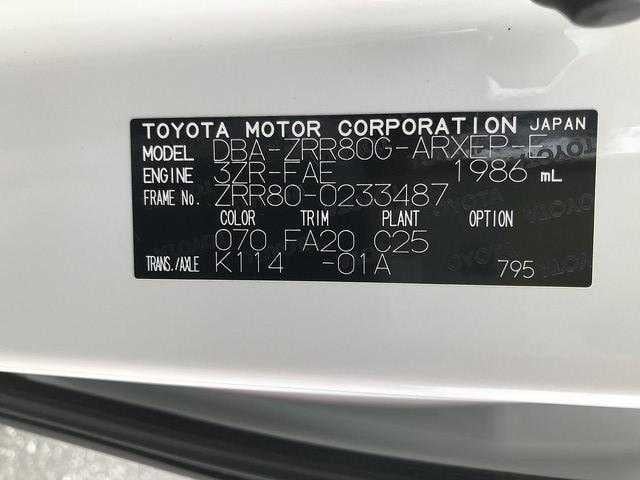 TOYOTA MOTOR CORPORATION JAPAN
MODEL DBA-ZRR80G-ARXEP-E
ENGINE 3ZR-FAE 1986 mL
FRAME No. ZRR80-0233487
COLOR TRIM PLANT OPTION
070 FA20 C25
TRANS./AXLE K114 -01A 795